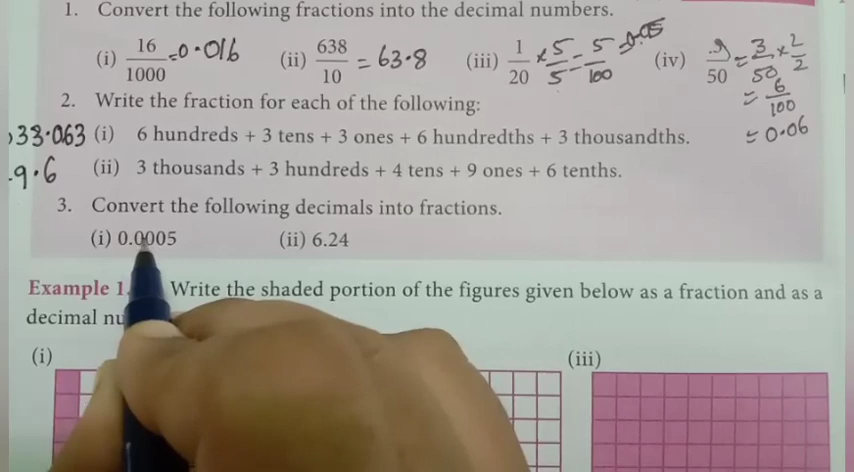 1. Convert the following fractions into the decimal numbers.
(i) 16/1000 =0.016 (ii) 638/10 = 63.8 (iii) 1/20 × 5/5 = 5/100 =0.05 (iv) 9/50 = 3/50 × 2/2
= 6/100
= 0.06
2. Write the fraction for each of the following:
33.063 (i) 6 hundreds + 3 tens + 3 ones + 6 hundredths + 3 thousandths.
9.6 (ii) 3 thousands + 3 hundreds + 4 tens + 9 ones + 6 tenths.
3. Convert the following decimals into fractions.
(i) 0.0005 (ii) 6.24
Example 1 Write the shaded portion of the figures given below as a fraction and as a
decimal nu
(i) (iii)